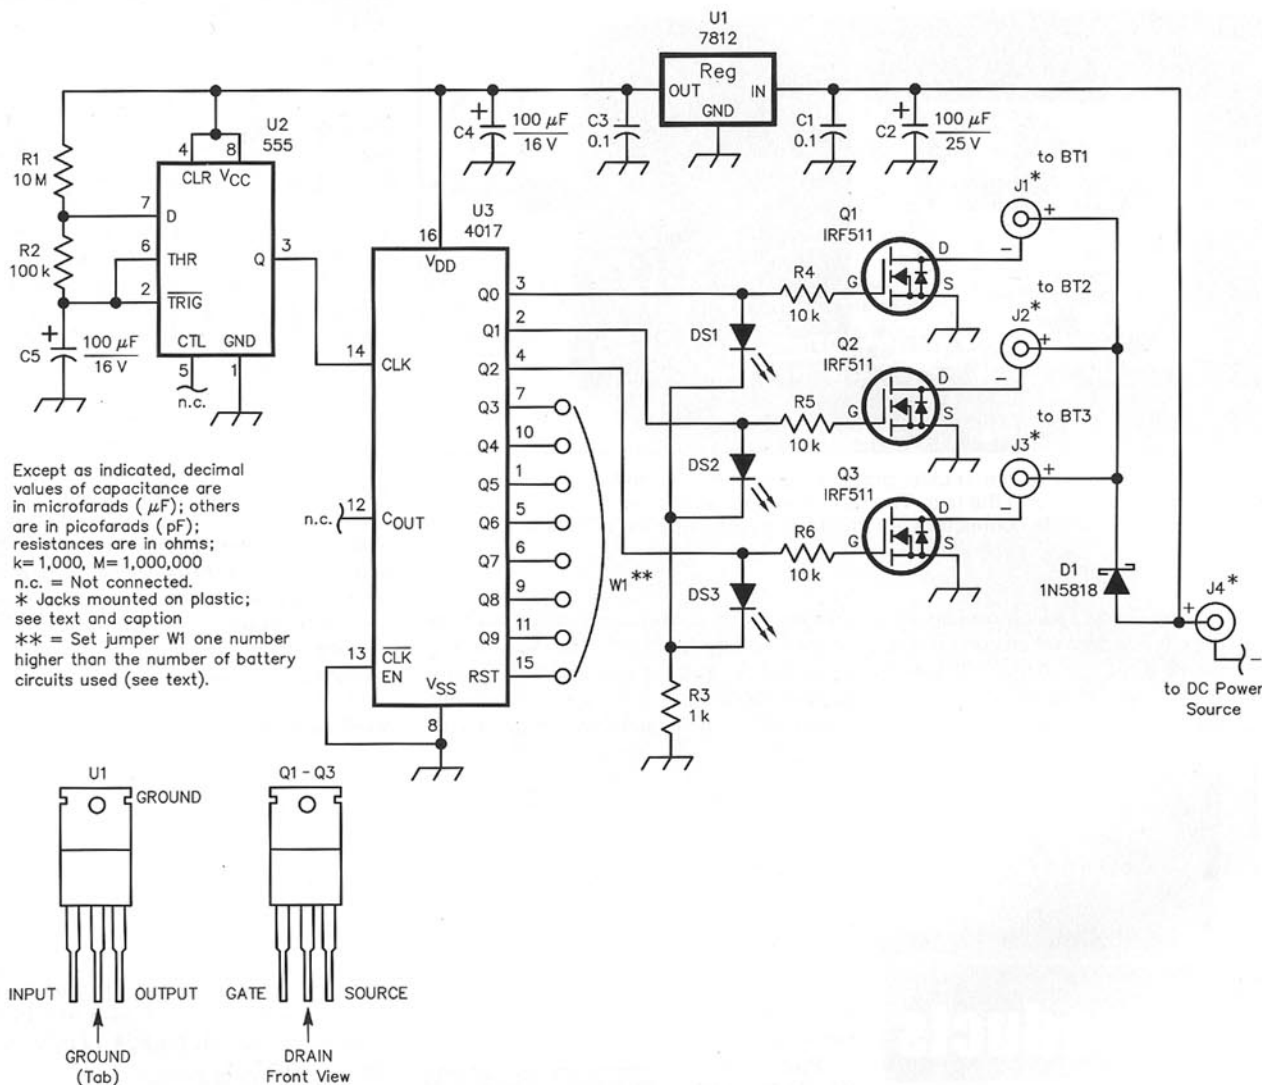 U1
7812
Reg
OUT IN
GND
C4
+
100 µF
16 V
C3
0.1
C1
0.1
C2
+
100 µF
25 V
R1
10 M
R2
100 k
C5
+
100 µF
16 V
U2
555
4 8
CLR VCC
7 D
6 THR
2 TRIG
Q 3
CTL GND
5 1
n.c.
U3
4017
16
VDD
Q0 3
Q1 2
Q2 4
14 CLK
Q3 7
Q4 10
Q5 1
n.c. 12 COUT
Q6 5
Q7 6
Q8 9
Q9 11
13 CLK
EN
RST 15
VSS
8
W1 **
DS1
DS2
DS3
R3
1 k
R4
10 k
R5
10 k
R6
10 k
Q1
IRF511
G D S
Q2
IRF511
G D S
Q3
IRF511
G D S
to BT1
J1 *
+
−
to BT2
J2 *
+
−
to BT3
J3 *
+
−
D1
1N5818
J4 *
+
−
to DC Power
Source
Except as indicated, decimal
values of capacitance are
in microfarads ( µF); others
are in picofarads (pF);
resistances are in ohms;
k=1,000, M=1,000,000
n.c. = Not connected.
* Jacks mounted on plastic;
see text and caption
** = Set jumper W1 one number
higher than the number of battery
circuits used (see text).
U1
GROUND
INPUT OUTPUT
GROUND
(Tab)
Q1 - Q3
GATE SOURCE
DRAIN
Front View